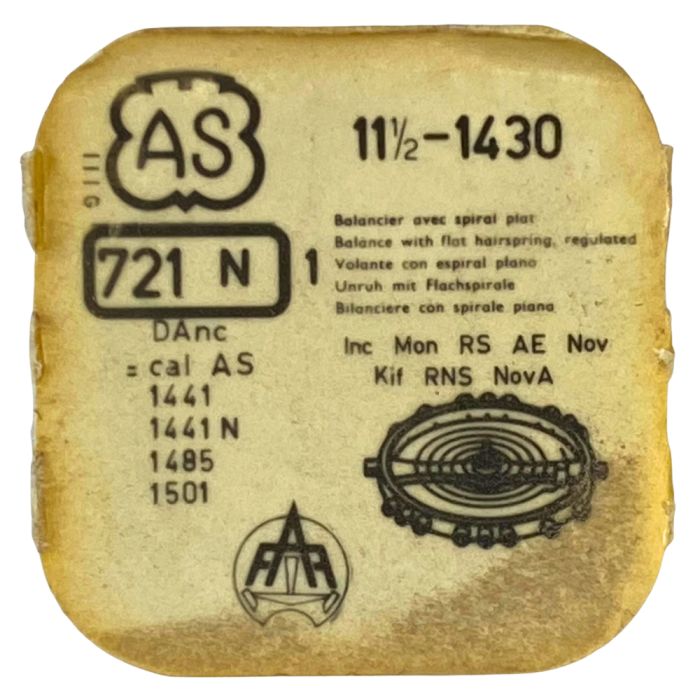 AS
11½-1430
IIIG
721 N 1
Balancier avec spiral plat
Balance with flat hairspring, regulated
Volante con espiral plano
Unruh mit Flachspirale
Bilanciere con spirale piana
DAnc
= cal AS
1441
1441 N
1485
1501
Inc Mon RS AE Nov
Kif RNS NovA